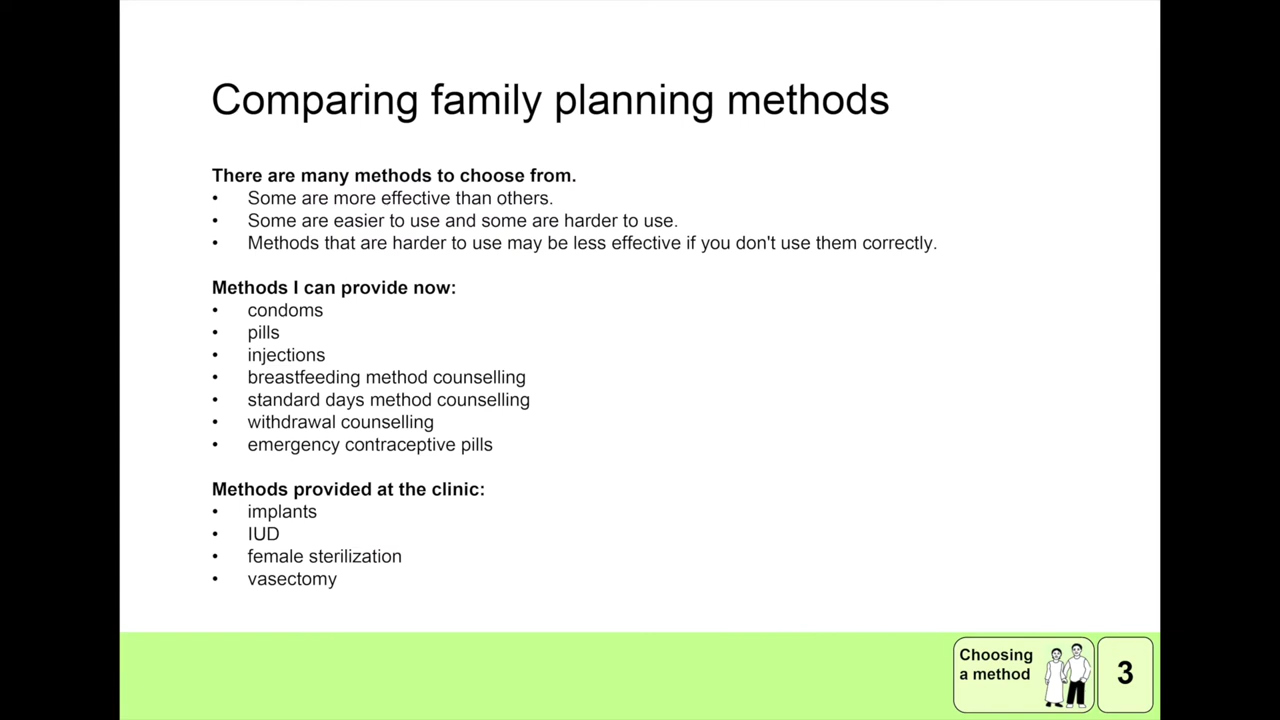 Comparing family planning methods
There are many methods to choose from.
• Some are more effective than others.
• Some are easier to use and some are harder to use.
• Methods that are harder to use may be less effective if you don't use them correctly.
Methods I can provide now:
• condoms
• pills
• injections
• breastfeeding method counselling
• standard days method counselling
• withdrawal counselling
• emergency contraceptive pills
Methods provided at the clinic:
• implants
• IUD
• female sterilization
• vasectomy
Choosing
a method
3